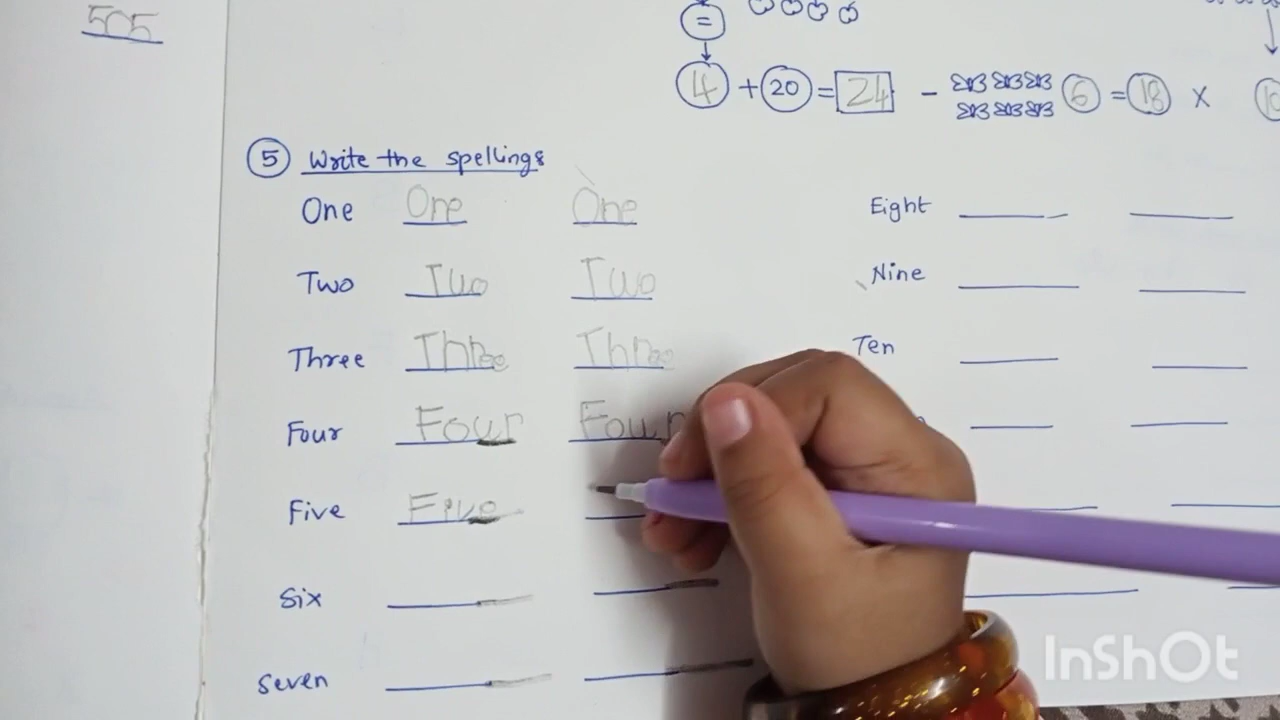 505
=
4 + 20 = 24 - 6 = 18 x
5 Write the spellings
One One One Eight
Two Two Two Nine
Three Three Three Ten
Four Four Four
Five Five
Six
Seven
InShOt